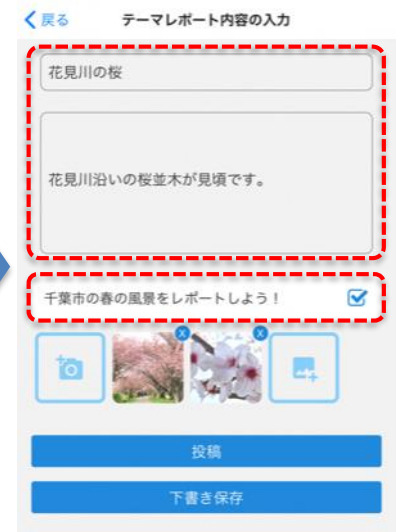 戻る テーマレポート内容の入力
花見川の桜
花見川沿いの桜並木が見頃です。
千葉市の春の風景をレポートしよう！
x x
投稿
下書き保存